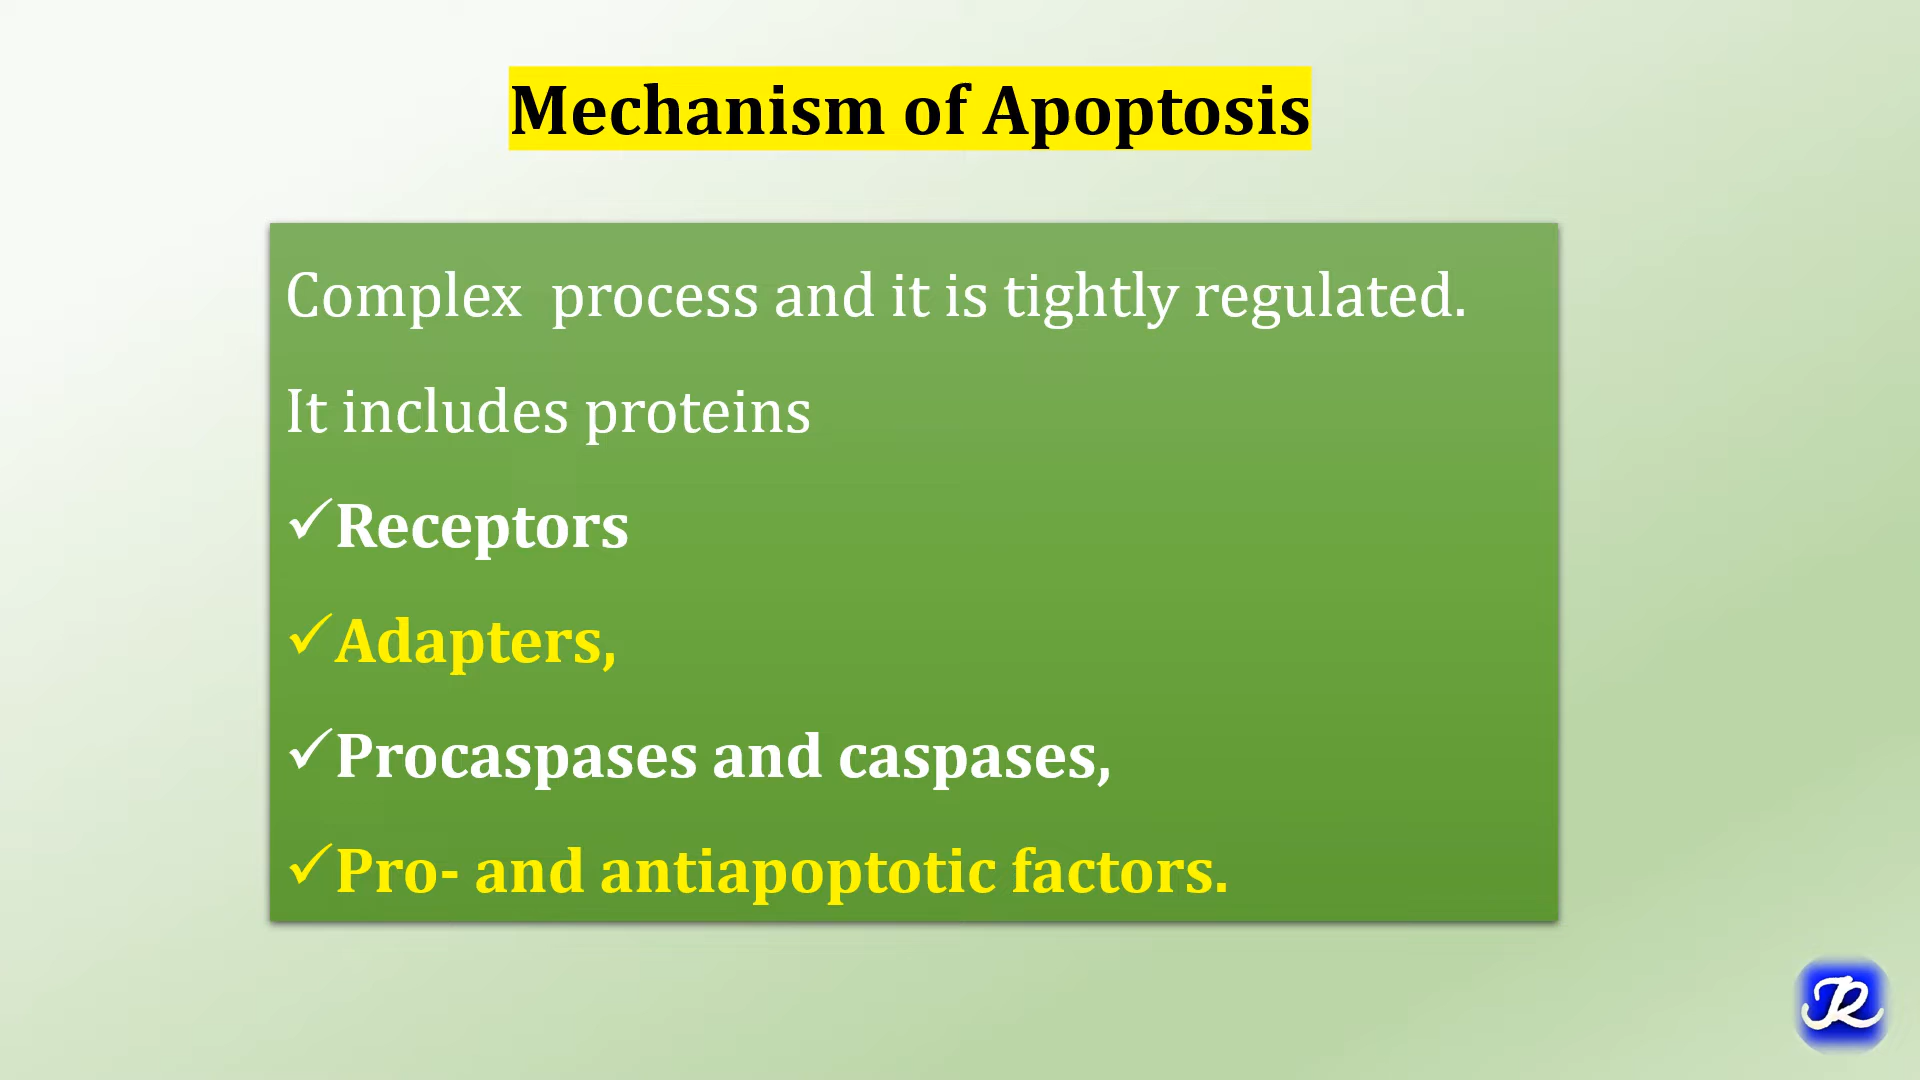 Mechanism of Apoptosis
Complex  process and it is tightly regulated.
It includes proteins
✓Receptors
✓Adapters,
✓Procaspases and caspases,
✓Pro- and antiapoptotic factors.
JR